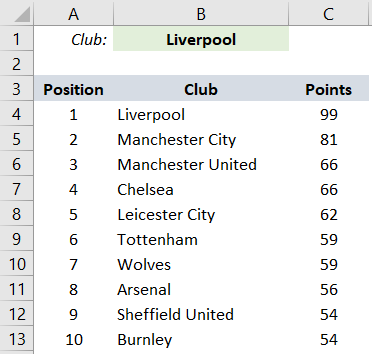 A B C
1 Club: Liverpool
2
3 Position Club Points
4 1 Liverpool 99
5 2 Manchester City 81
6 3 Manchester United 66
7 4 Chelsea 66
8 5 Leicester City 62
9 6 Tottenham 59
10 7 Wolves 59
11 8 Arsenal 56
12 9 Sheffield United 54
13 10 Burnley 54